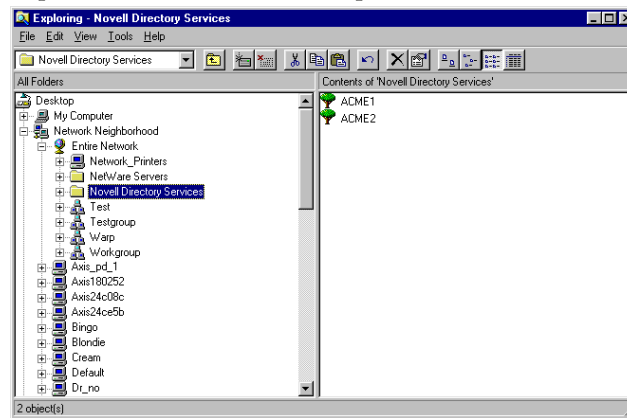 Exploring - Novell Directory Services
File Edit View Tools Help
Novell Directory Services
All Folders
Contents of 'Novell Directory Services'
Desktop
My Computer
Network Neighborhood
Entire Network
Network_Printers
NetWare Servers
Novell Directory Services
Test
Testgroup
Warp
Workgroup
Axis_pd_1
Axis180252
Axis24c08c
Axis24ce5b
Bingo
Blondie
Cream
Default
Dr_no
ACME1
ACME2
2 object(s)